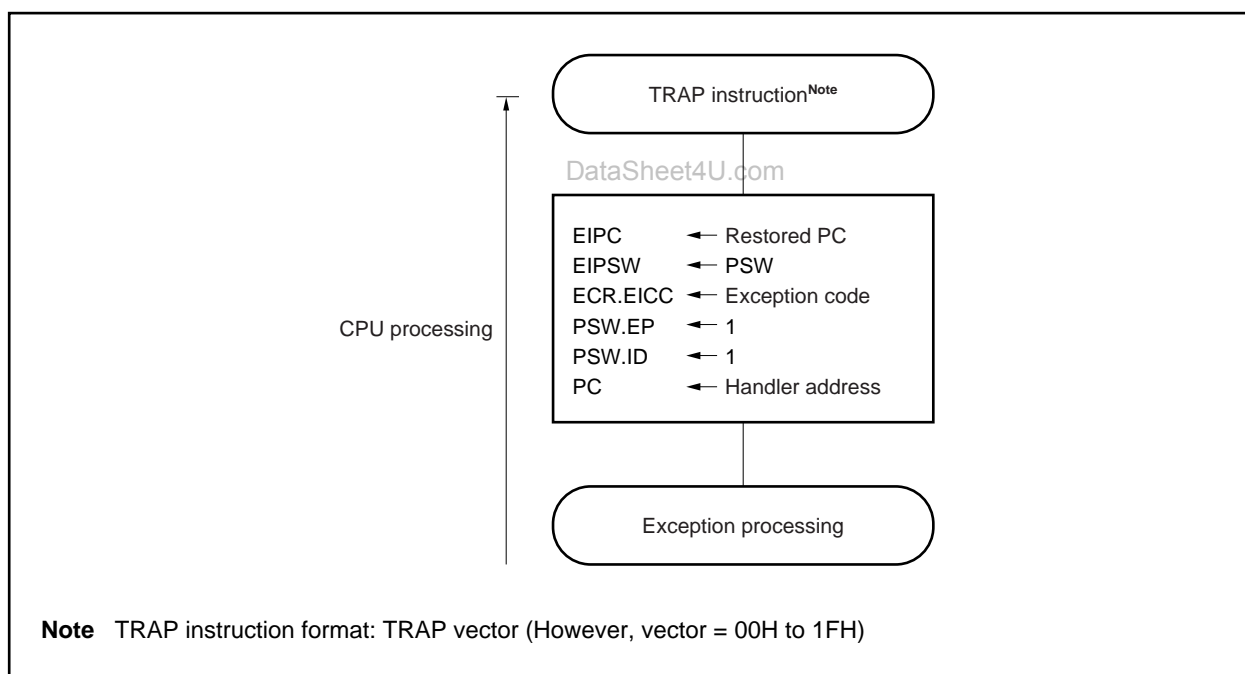 TRAP instructionNote
DataSheet4U.com
EIPC ← Restored PC
EIPSW ← PSW
ECR.EICC ← Exception code
PSW.EP ← 1
PSW.ID ← 1
PC ← Handler address
CPU processing
Exception processing
Note TRAP instruction format: TRAP vector (However, vector = 00H to 1FH)